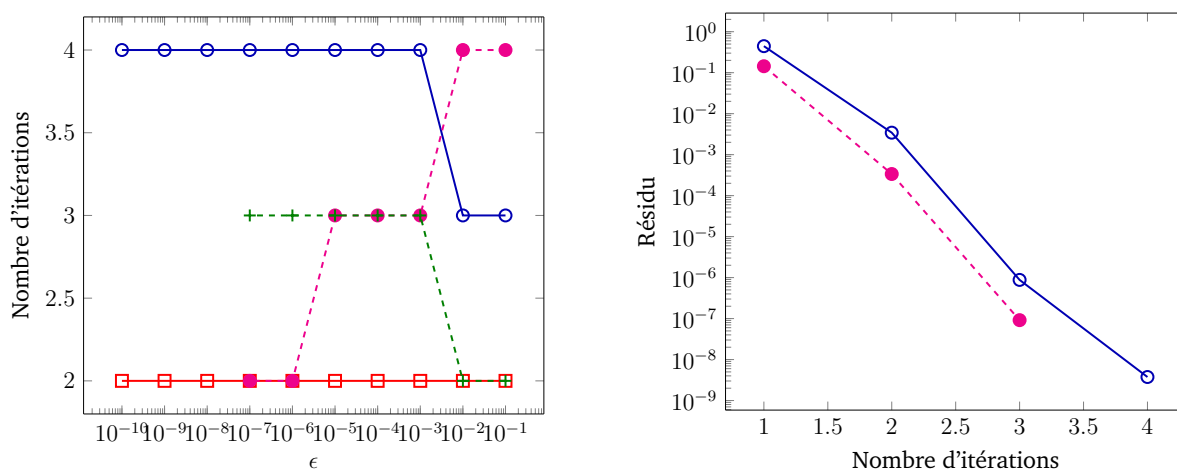 4
3.5
3
2.5
2
Nombre d'itérations
10⁻¹⁰ 10⁻⁹ 10⁻⁸ 10⁻⁷ 10⁻⁶ 10⁻⁵ 10⁻⁴ 10⁻³ 10⁻² 10⁻¹
ϵ
10⁰
10⁻¹
10⁻²
10⁻³
10⁻⁴
10⁻⁵
10⁻⁶
10⁻⁷
10⁻⁸
10⁻⁹
Résidu
1 1.5 2 2.5 3 3.5 4
Nombre d'itérations